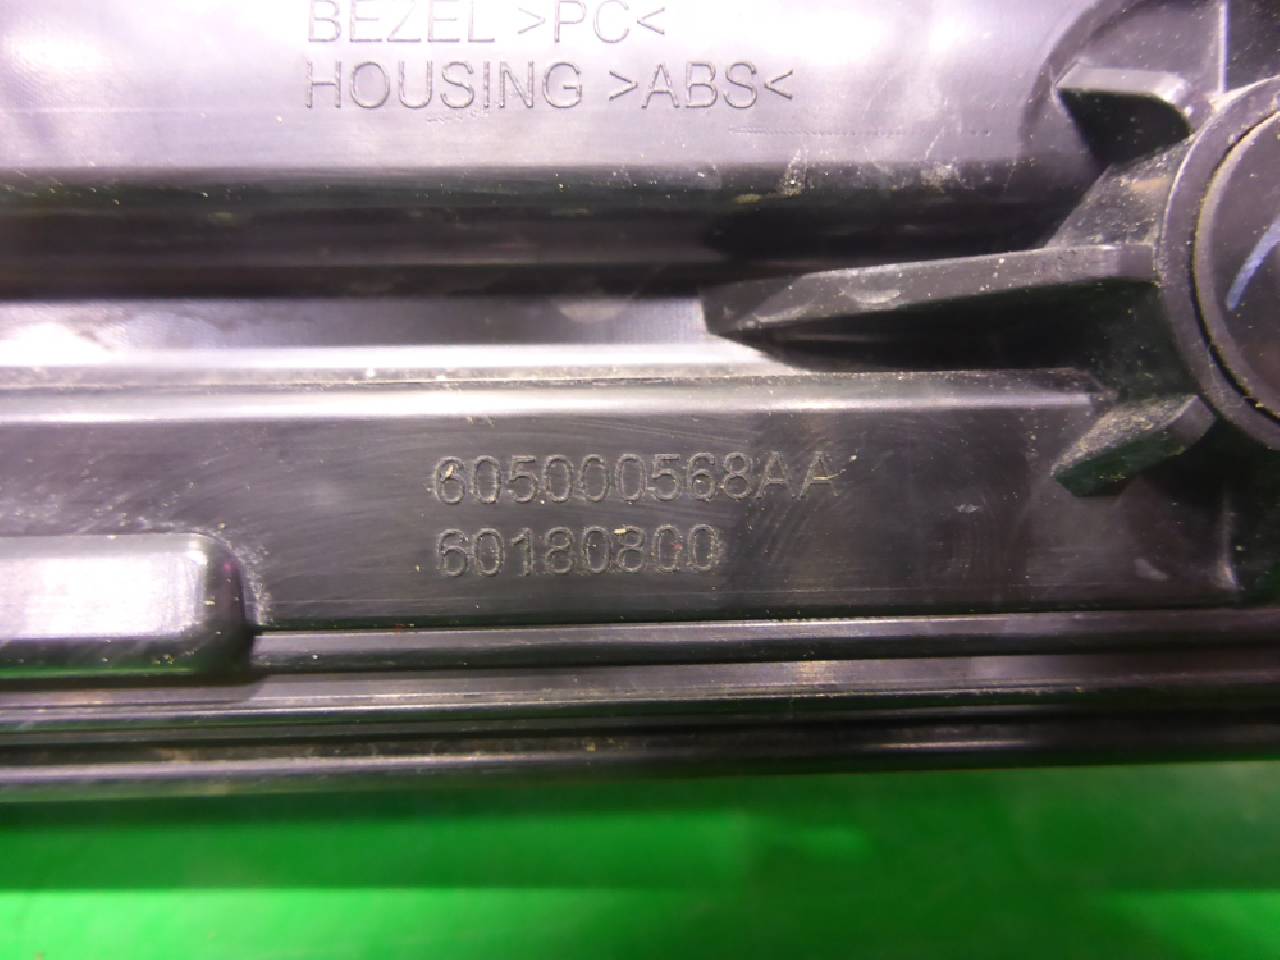 BEZEL >PC<
HOUSING >ABS<
605000568AA
60180800